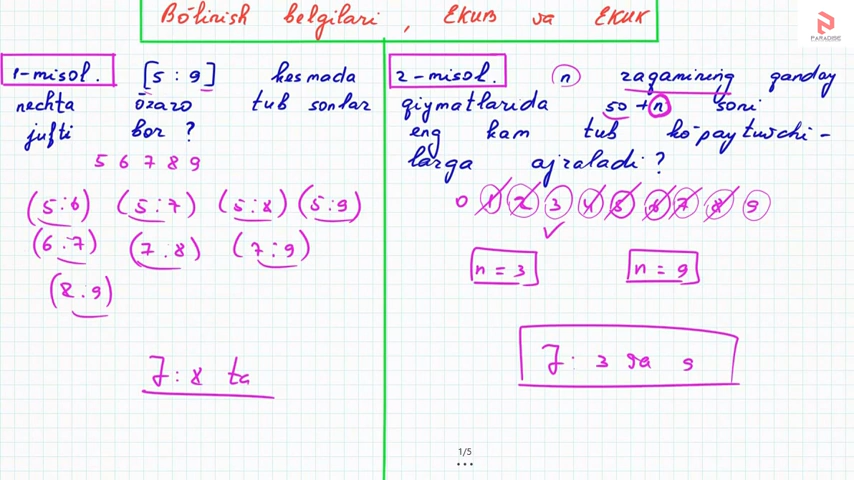 Bo'linish belgilari, EKUB va EKUK
PARADISE
1-misol. [5 : 9] kesmada
nechta o'zaro tub sonlar
jufti bor?
5 6 7 8 9
(5:6) (5:7) (5:8) (5:9)
(6:7) (7.8) (7:9)
(8.9)
J: 8 ta
2-misol. n raqamining qanday
qiymatlarida 50 + n soni
eng kam tub ko'paytuvchi-
larga ajraladi?
0 1 2 3 4 5 6 7 8 9
n = 3 n = 9
J: 3 va 9
1/5